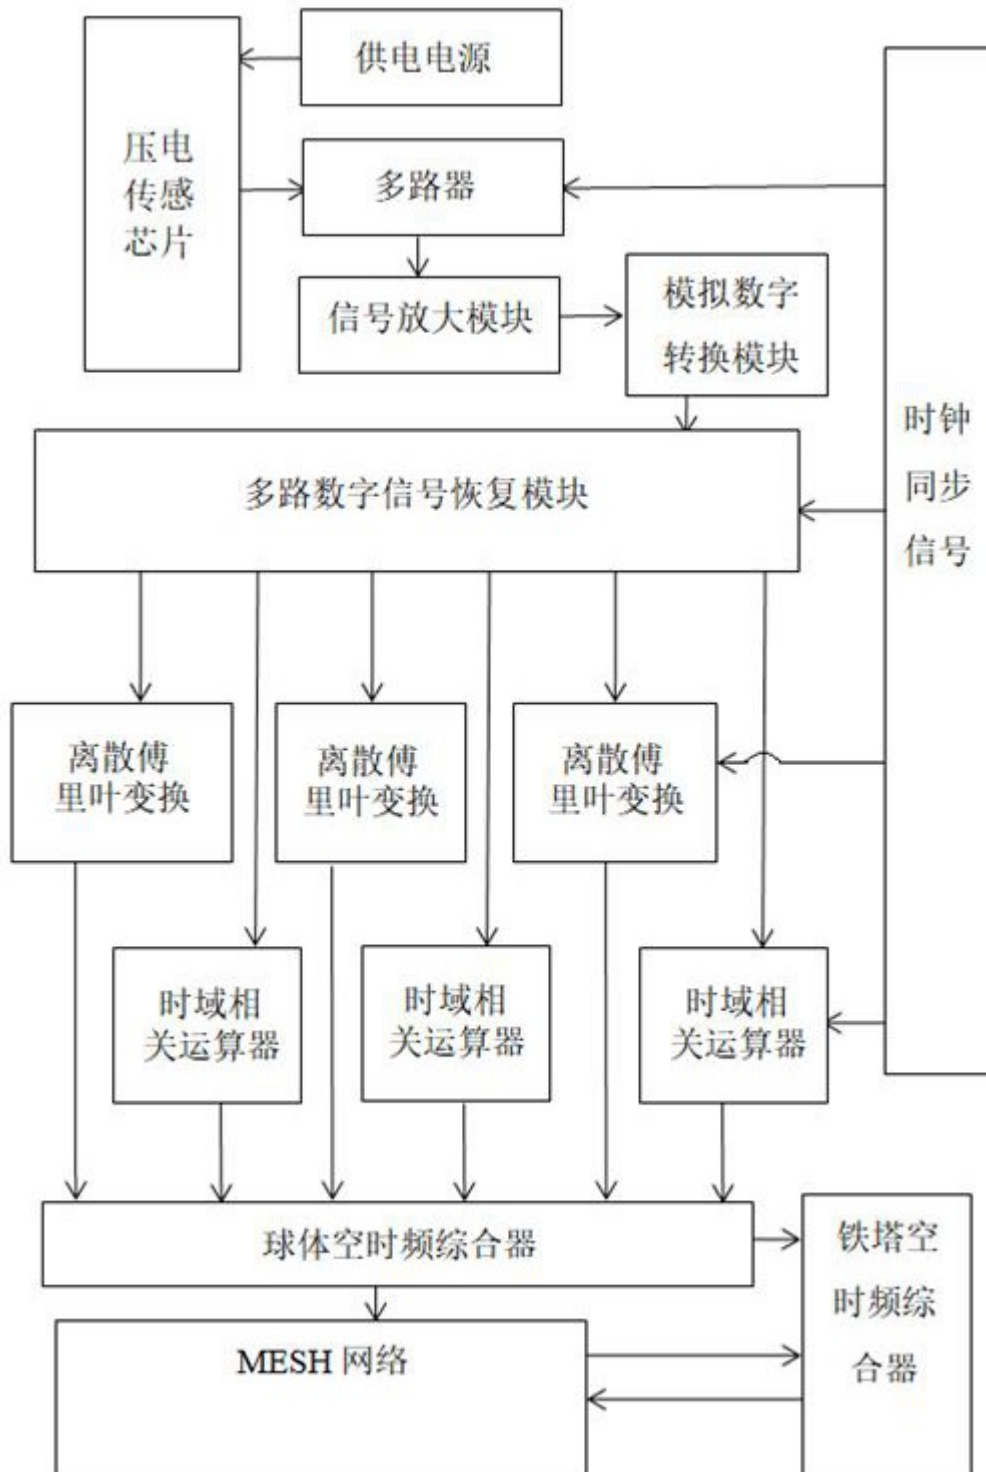 供电电源
压电
传感
芯片
多路器
信号放大模块
模拟数字
转换模块
时钟
同步
信号
多路数字信号恢复模块
离散傅
里叶变换
离散傅
里叶变换
离散傅
里叶变换
时域相
关运算器
时域相
关运算器
时域相
关运算器
球体空时频综合器
铁塔空
时频综
合器
MESH 网络